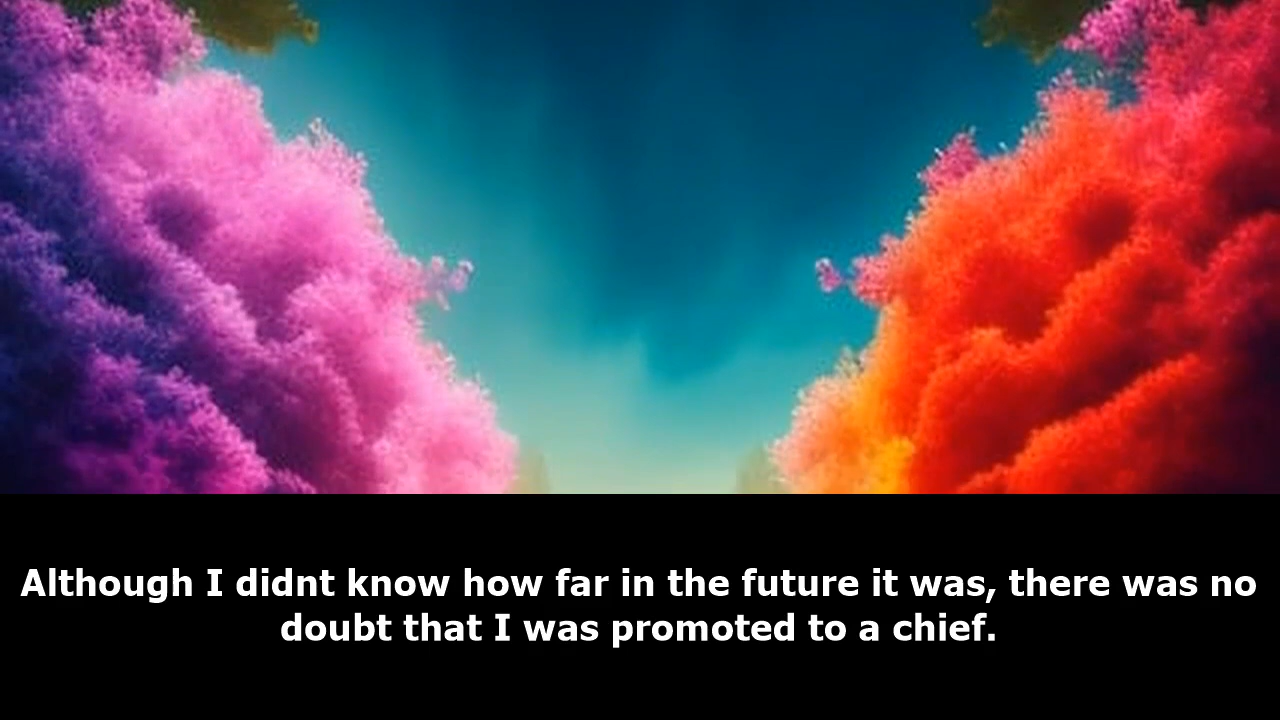 Although I didnt know how far in the future it was, there was no
doubt that I was promoted to a chief.